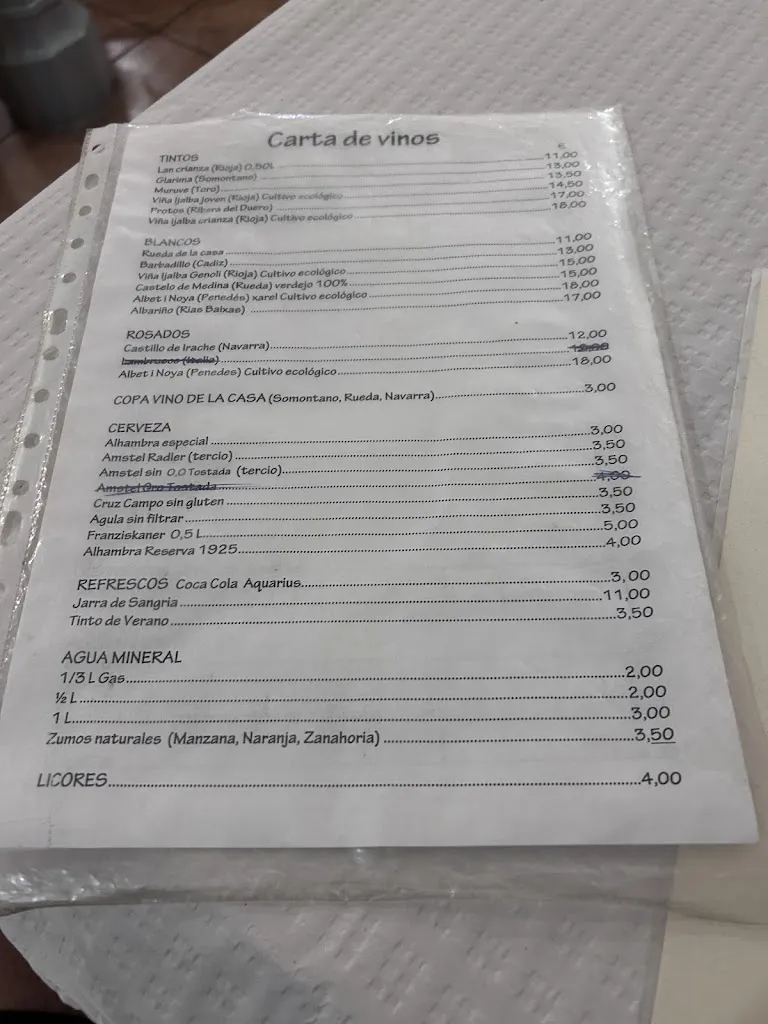 Carta de vinos
€
TINTOS
Lan crianza (Rioja) 0,50L 11,00
Glarima (Somontano) 13,00
Muruve (Toro) 13,50
Viña Ijalba joven (Rioja) Cultivo ecológico 14,50
Protos (Ribera del Duero) 17,00
Viña Ijalba crianza (Rioja) Cultivo ecológico 18,00
BLANCOS
Rueda de la casa 11,00
Barbadillo (Cadiz) 13,00
Viña Ijalba Genoli (Rioja) Cultivo ecológico 15,00
Castelo de Medina (Rueda) verdejo 100% 15,00
Albet i Noya (Penedés) xarel Cultivo ecológico 18,00
Albariño (Rias Baixas) 17,00
ROSADOS
Castillo de Irache (Navarra) 12,00
Lambrusco (Italia)
Albet i Noya (Penedes) Cultivo ecológico 18,00
COPA VINO DE LA CASA (Somontano, Rueda, Navarra) 3,00
CERVEZA
Alhambra especial 3,00
Amstel Radler (tercio) 3,50
Amstel sin 0,0 Tostada (tercio) 3,50
Amstel Oro Tostada 4,00
Cruz Campo sin gluten 3,50
Aguila sin filtrar 3,50
Franziskaner 0,5 L 5,00
Alhambra Reserva 1925 4,00
REFRESCOS Coca Cola Aquarius 3,00
Jarra de Sangria 11,00
Tinto de Verano 3,50
AGUA MINERAL
1/3 L Gas 2,00
½ L 2,00
1 L 3,00
Zumos naturales (Manzana, Naranja, Zanahoria) 3,50
LICORES 4,00